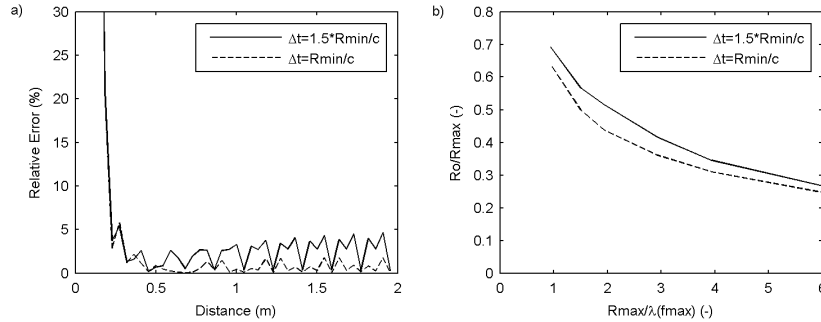 a)
30
25
20
15
10
5
0
Relative Error (%)
Δt=1.5*Rmin/c
Δt=Rmin/c
0 0.5 1 1.5 2
Distance (m)
b)
0.8
0.7
0.6
0.5
0.4
0.3
0.2
0.1
0
Ro/Rmax (-)
Δt=1.5*Rmin/c
Δt=Rmin/c
0 1 2 3 4 5 6
Rmax/λ(fmax) (-)